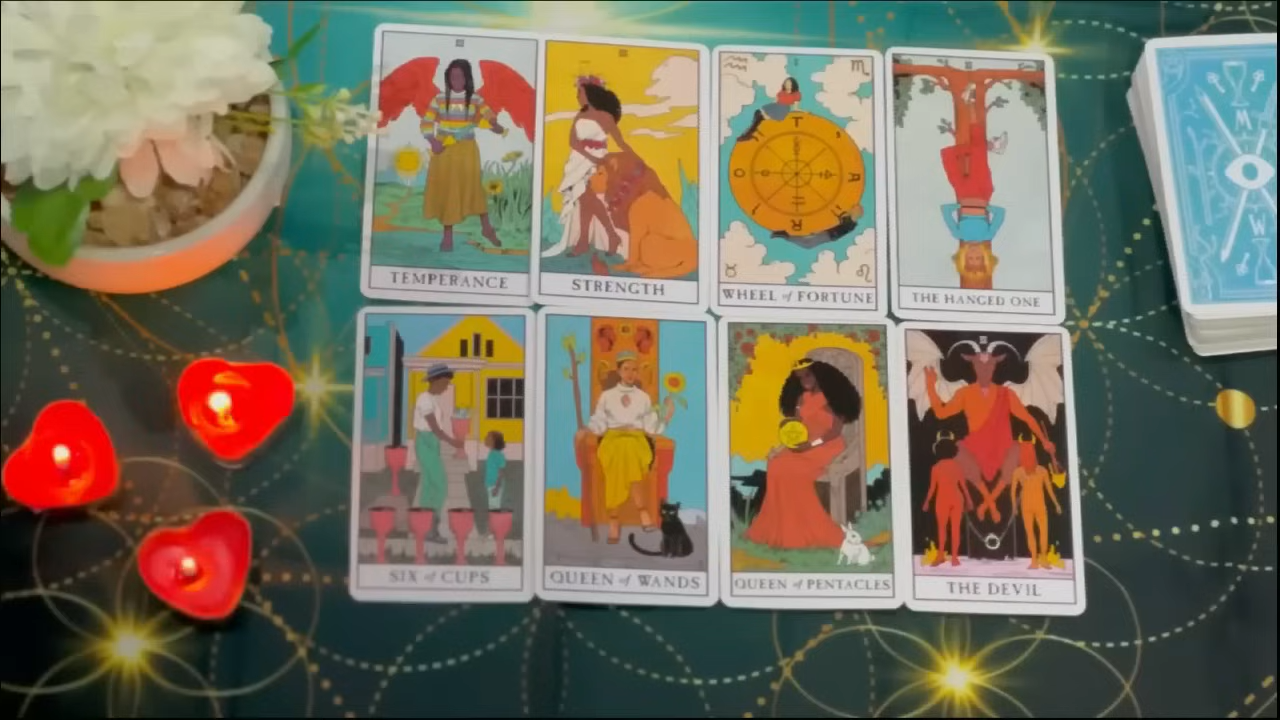 TEMPERANCE
STRENGTH
T
A
R
O
WHEEL of FORTUNE
THE HANGED ONE
M
W
SIX of CUPS
QUEEN of WANDS
QUEEN of PENTACLES
THE DEVIL